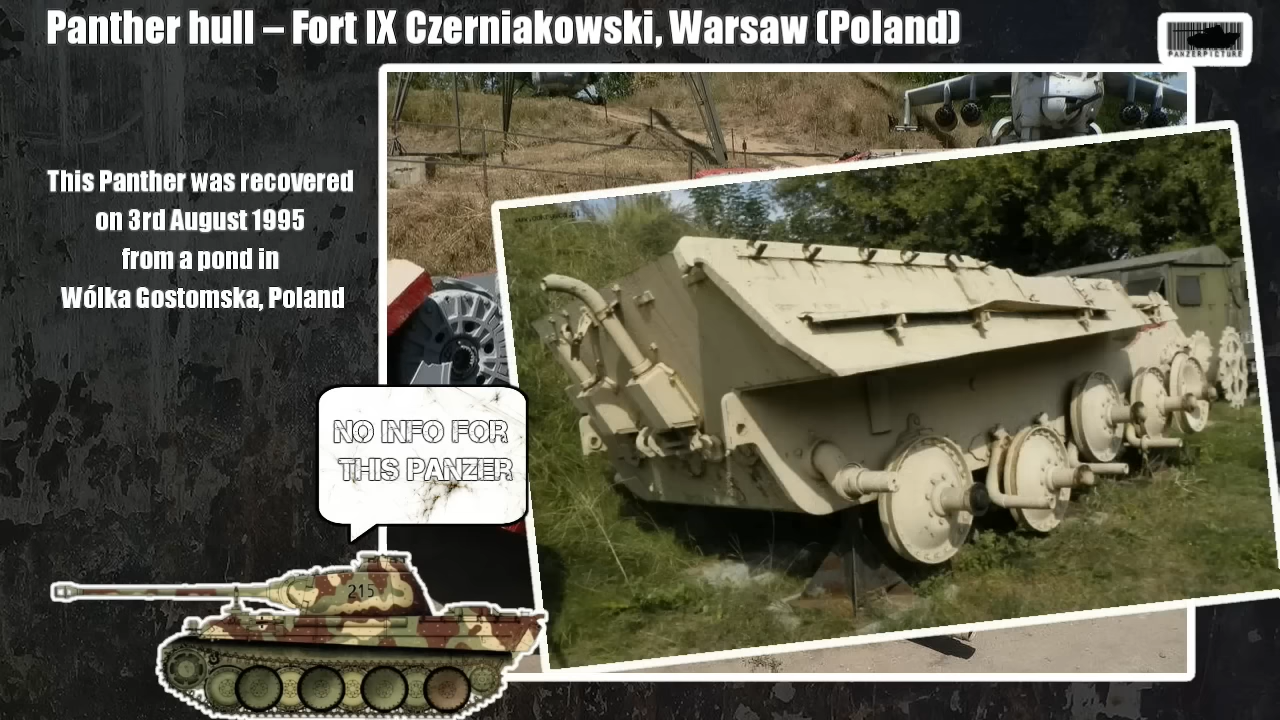 Panther hull – Fort IX Czerniakowski, Warsaw (Poland)
PANZERPICTURE
This Panther was recovered
on 3rd August 1995
from a pond in
Wólka Gostomska, Poland
NO INFO FOR
THIS PANZER
215